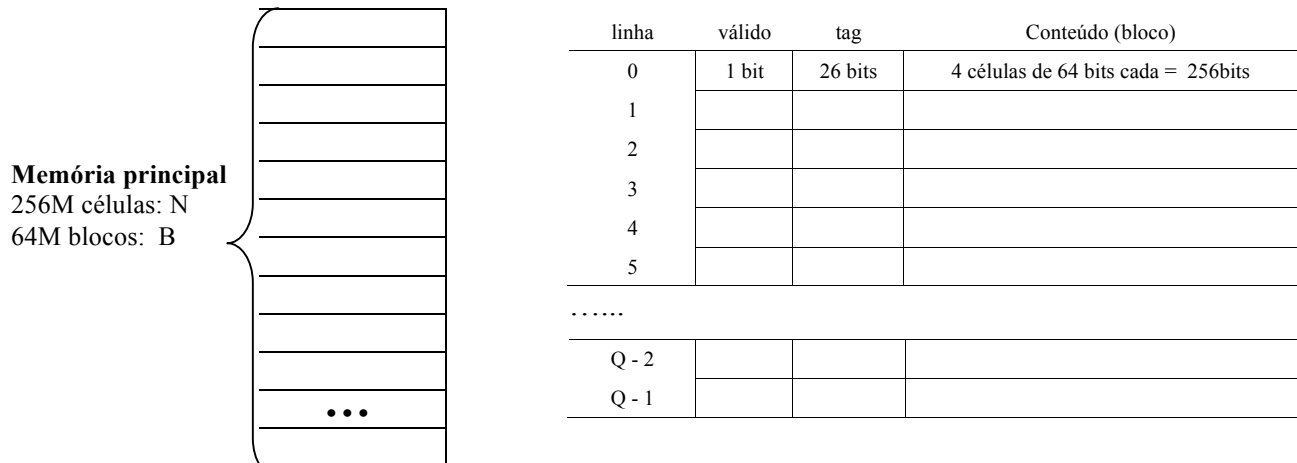 Memória principal
256M células: N
64M blocos: B
...
linha válido tag Conteúdo (bloco)
0 1 bit 26 bits 4 células de 64 bits cada = 256bits
1
2
3
4
5
......
Q - 2
Q - 1